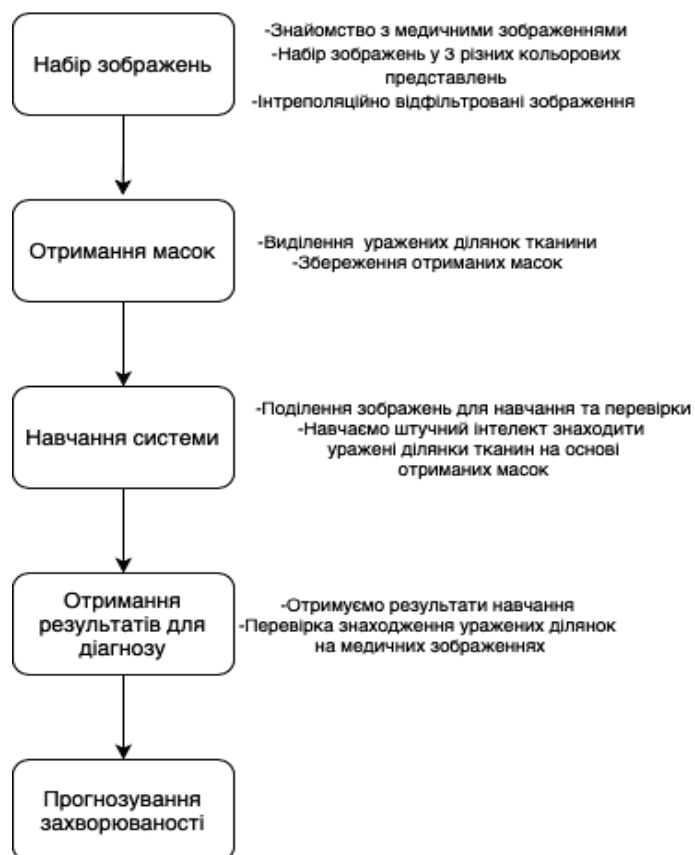 Набір зображень
-Знайомство з медичними зображеннями
-Набір зображень у 3 різних кольорових
представлень
-Інтреполяційно відфільтровані зображення
Отримання масок
-Виділення уражених ділянок тканини
-Збереження отриманих масок
Навчання системи
-Поділення зображень для навчання та перевірки
-Навчаємо штучний інтелект знаходити
уражені ділянки тканин на основі
отриманих масок
Отримання
результатів для
діагнозу
-Отримуємо результати навчання
-Перевірка знаходження уражених ділянок
на медичних зображеннях
Прогнозування
захворюваності